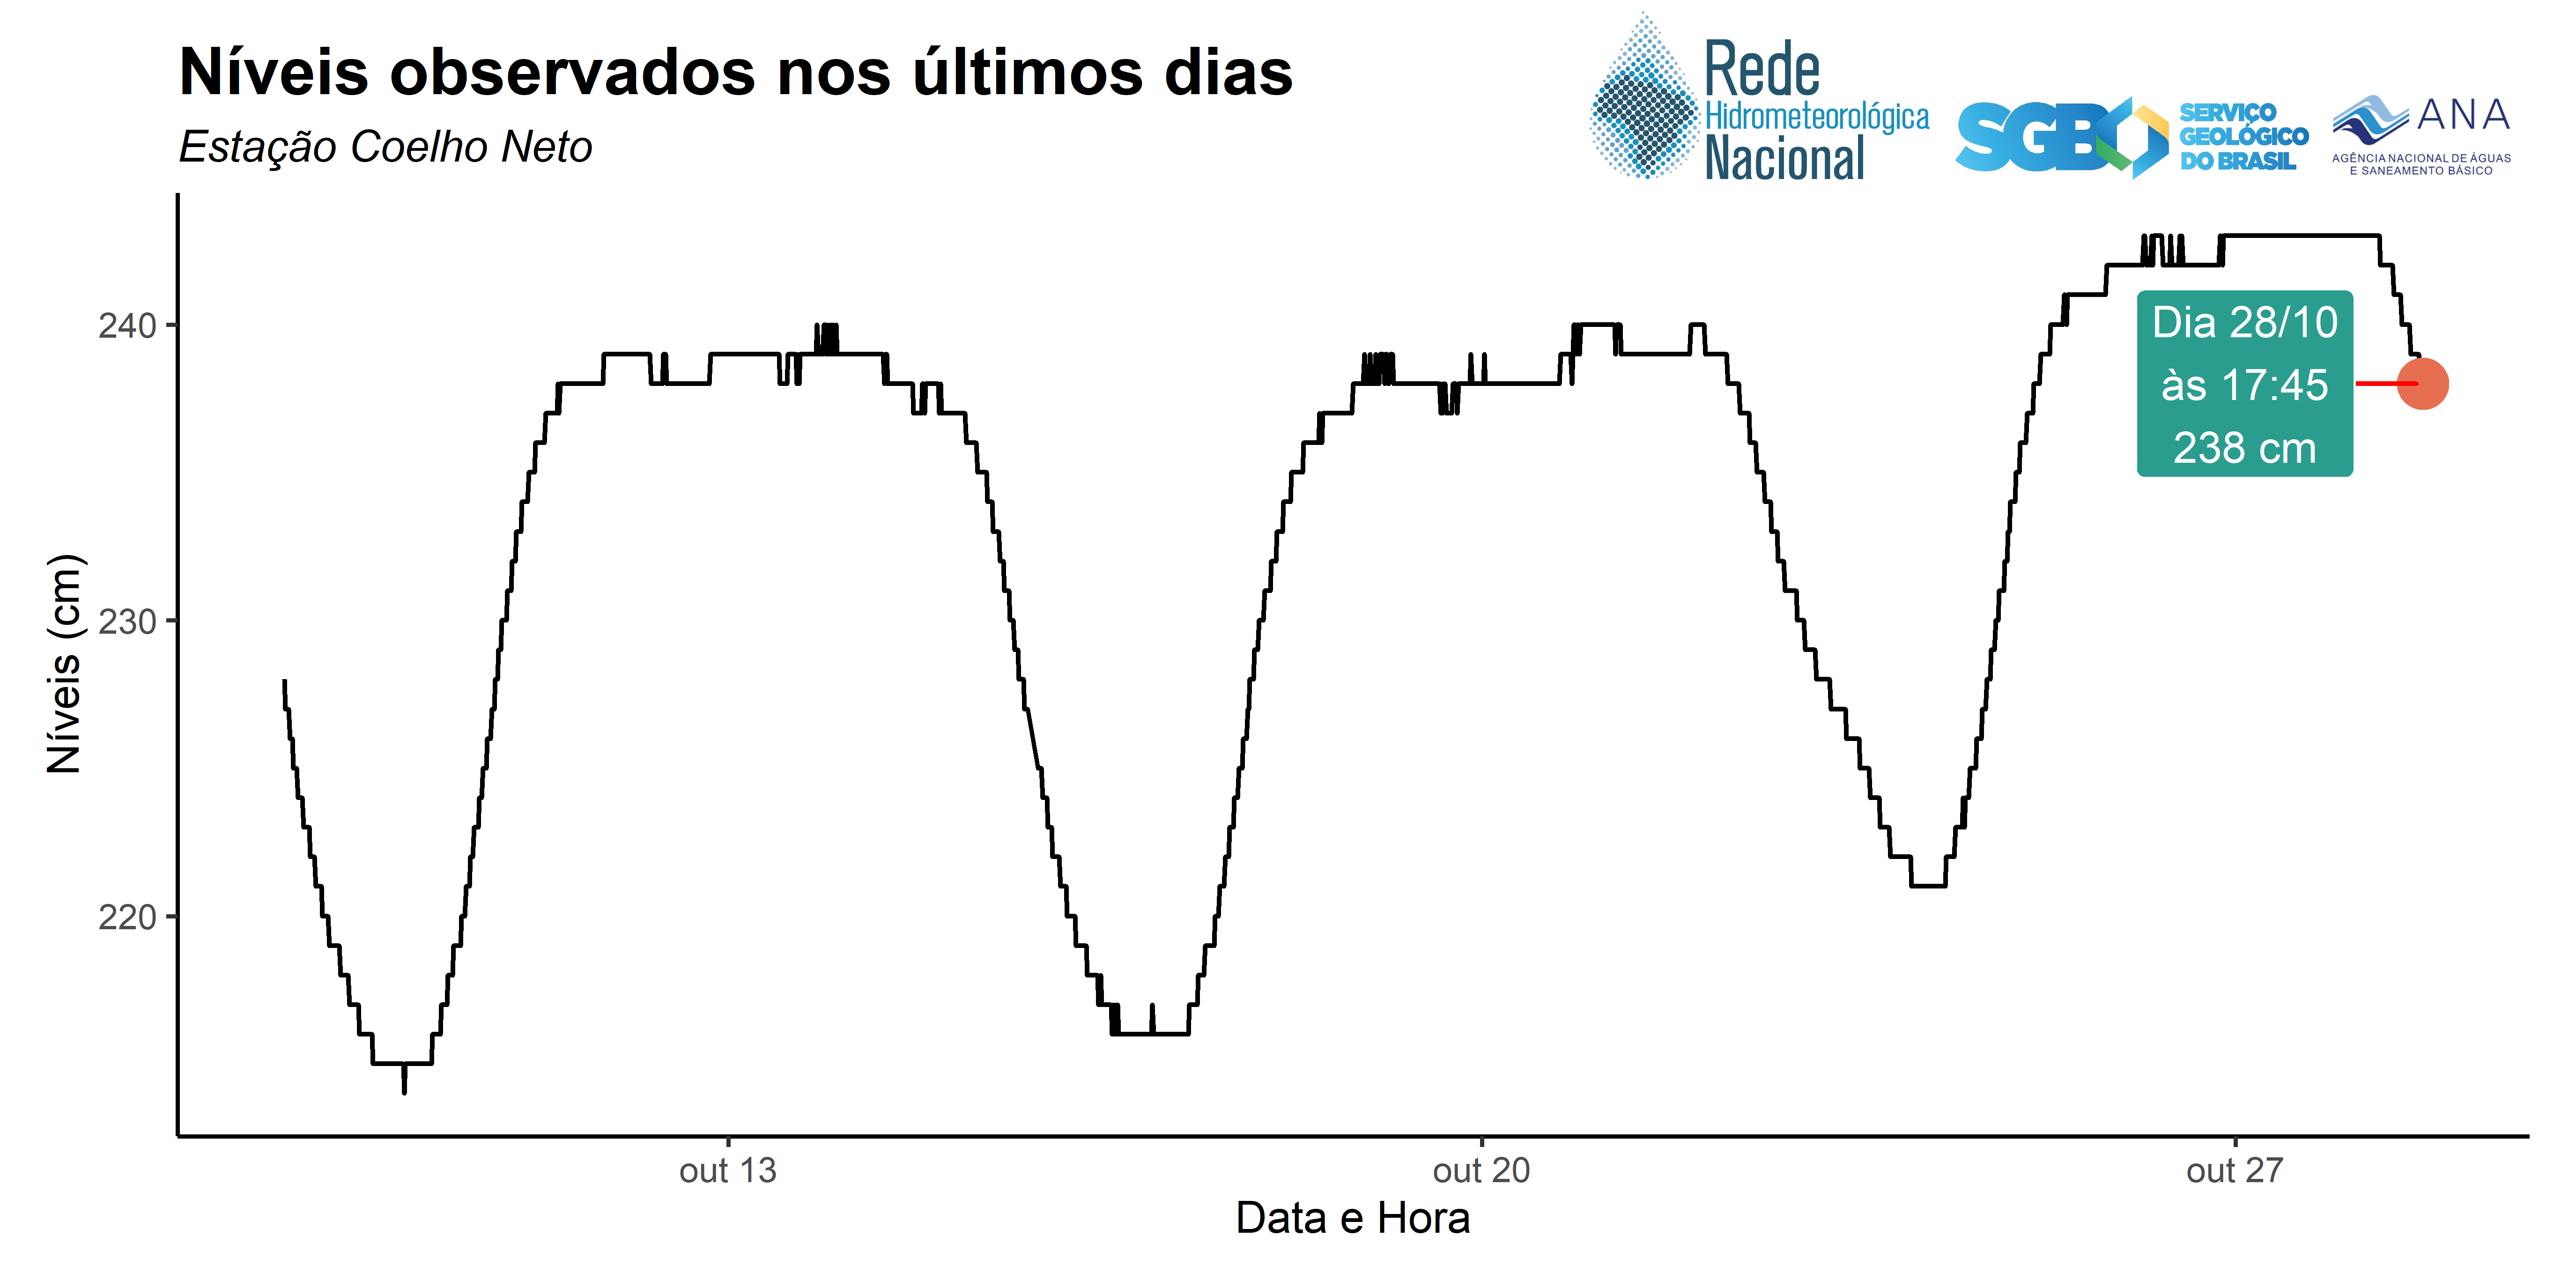 Níveis observados nos últimos dias
Estação Coelho Neto
Rede
Hidrometeorológica
Nacional
SGB
SERVIÇO
GEOLÓGICO
DO BRASIL
ANA
AGÊNCIA NACIONAL DE ÁGUAS
E SANEAMENTO BÁSICO
Níveis (cm)
240
230
220
Dia 28/10
às 17:45
238 cm
out 13
out 20
out 27
Data e Hora